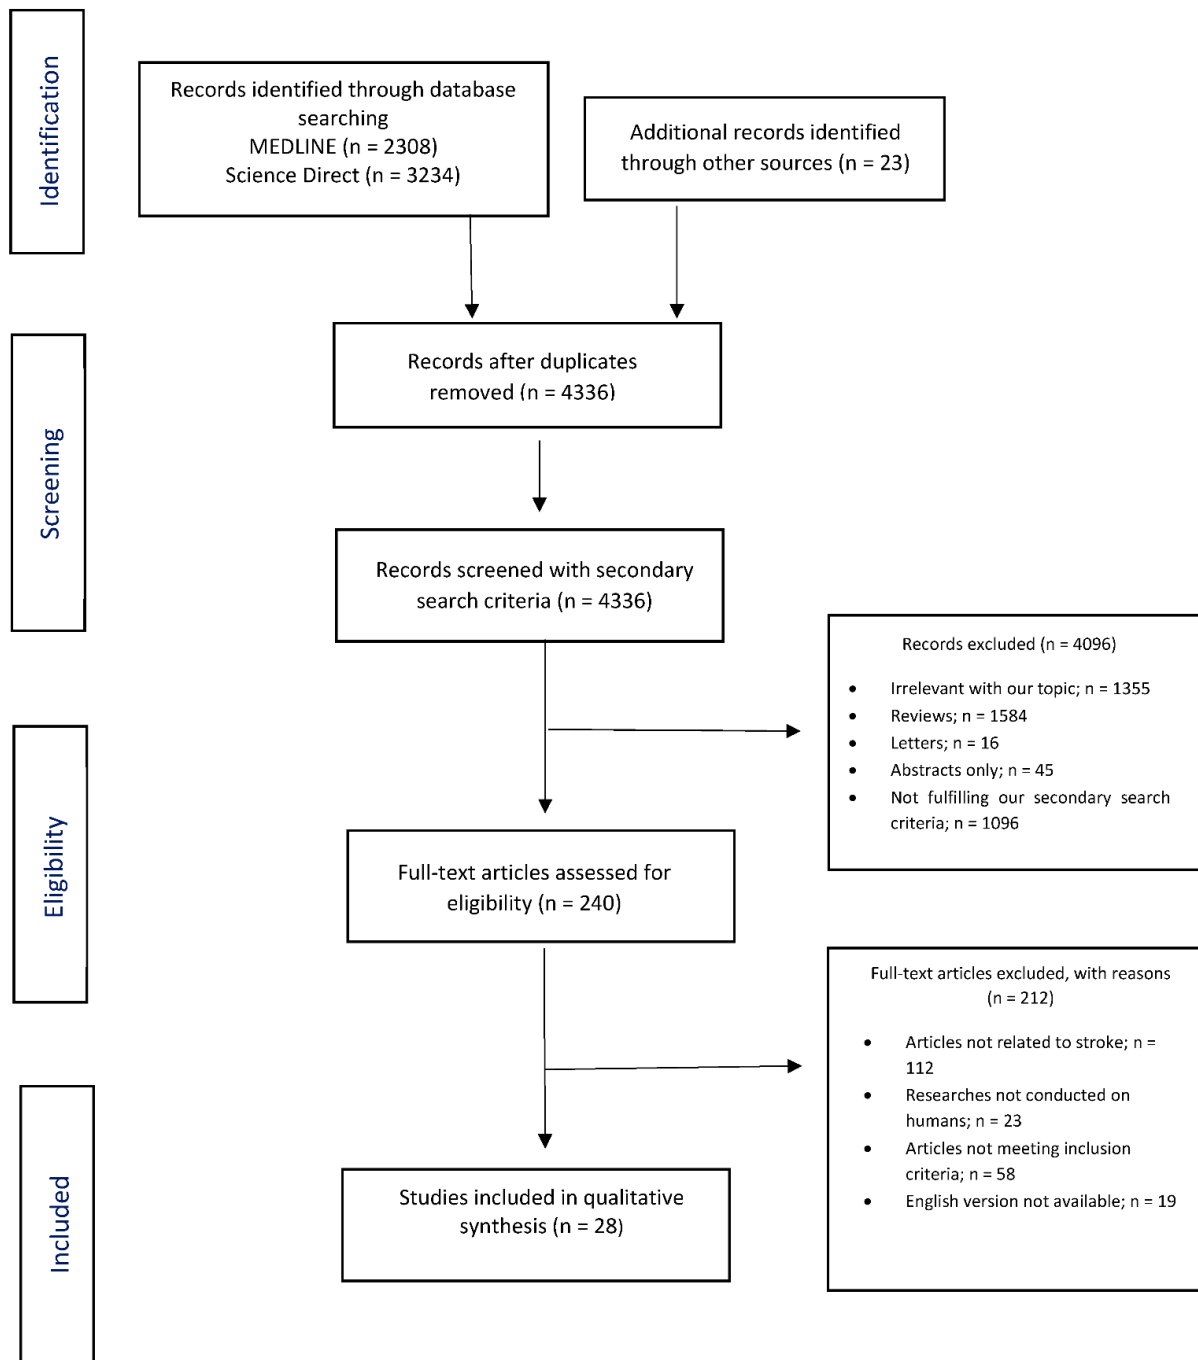 Identification
Records identified through database
searching
MEDLINE (n = 2308)
Science Direct (n = 3234)
Additional records identified
through other sources (n = 23)
Screening
Records after duplicates
removed (n = 4336)
Records screened with secondary
search criteria (n = 4336)
Records excluded (n = 4096)
• Irrelevant with our topic; n = 1355
• Reviews; n = 1584
• Letters; n = 16
• Abstracts only; n = 45
• Not fulfilling our secondary search
criteria; n = 1096
Eligibility
Full-text articles assessed for
eligibility (n = 240)
Full-text articles excluded, with reasons
(n = 212)
• Articles not related to stroke; n =
112
• Researches not conducted on
humans; n = 23
• Articles not meeting inclusion
criteria; n = 58
• English version not available; n = 19
Included
Studies included in qualitative
synthesis (n = 28)